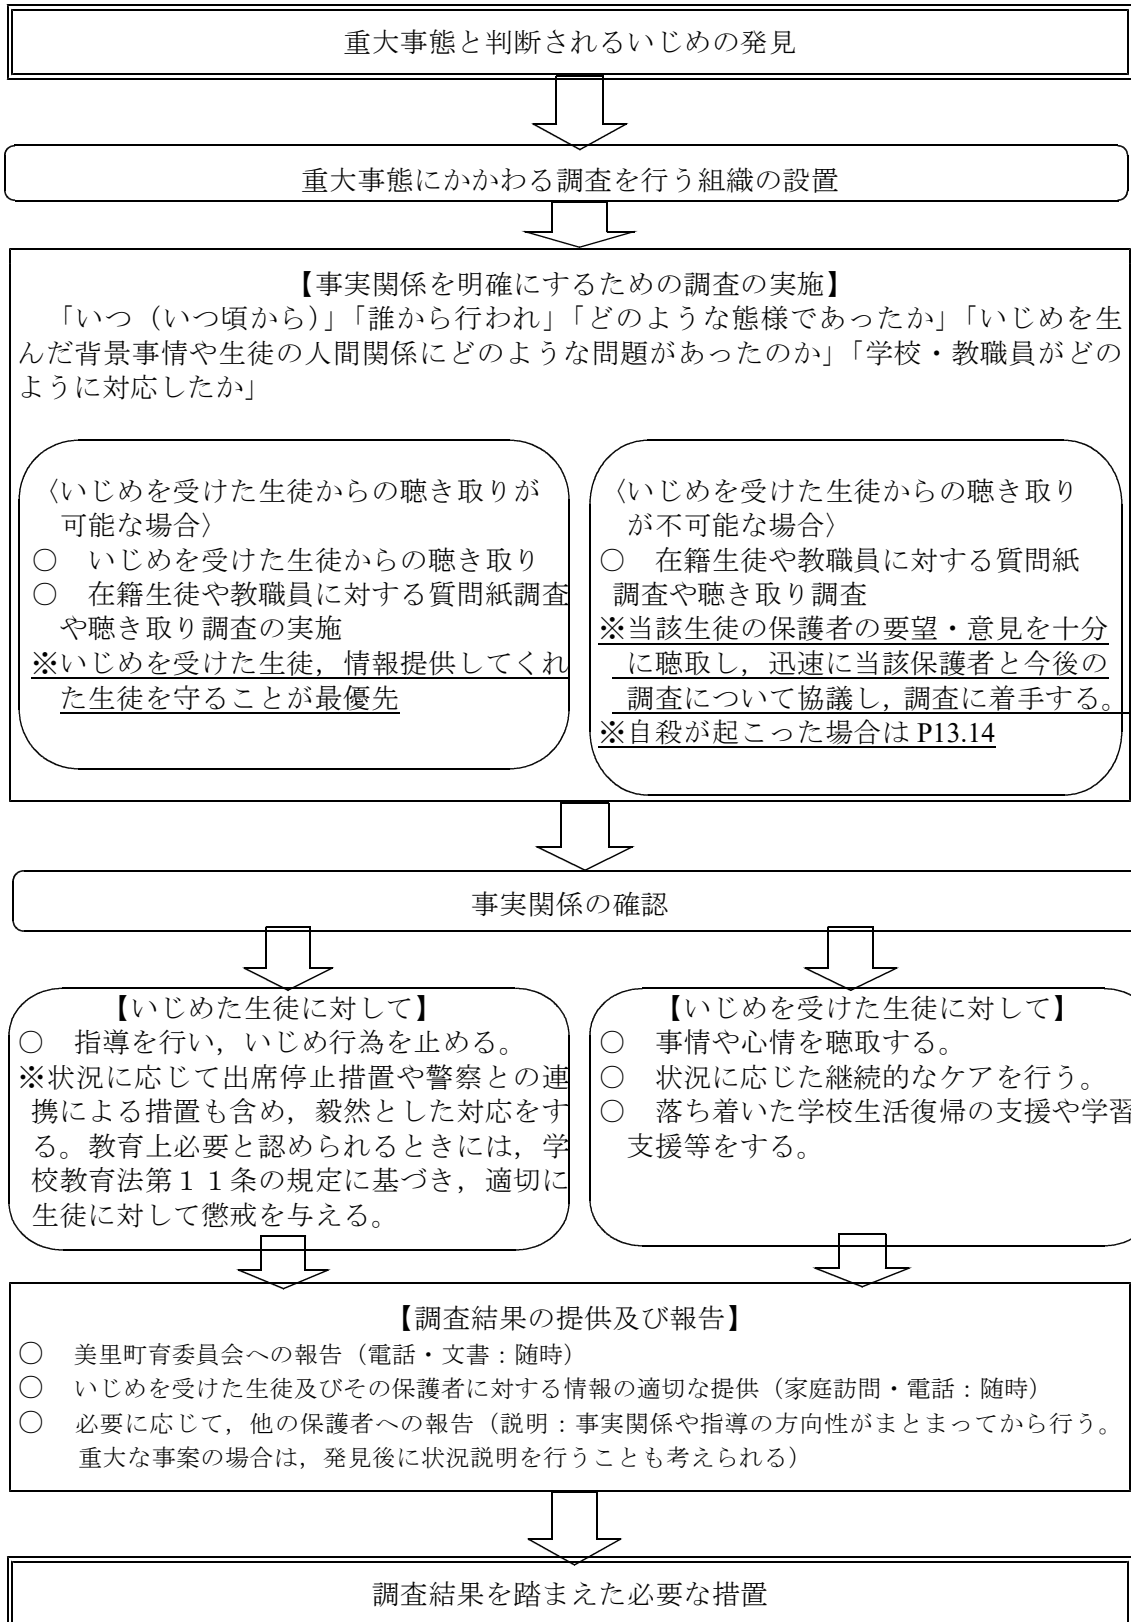 重大事態と判断されるいじめの発見
重大事態にかかわる調査を行う組織の設置
【事実関係を明確にするための調査の実施】
「いつ（いつ頃から）」「誰から行われ」「どのような態様であったか」「いじめを生
んだ背景事情や生徒の人間関係にどのような問題があったのか」「学校・教職員がどの
ように対応したか」
〈いじめを受けた生徒からの聴き取りが
可能な場合〉
○　いじめを受けた生徒からの聴き取り
○　在籍生徒や教職員に対する質問紙調査
や聴き取り調査の実施
※いじめを受けた生徒，情報提供してくれ
た生徒を守ることが最優先
〈いじめを受けた生徒からの聴き取り
が不可能な場合〉
○　在籍生徒や教職員に対する質問紙
調査や聴き取り調査
※当該生徒の保護者の要望・意見を十分
に聴取し，迅速に当該保護者と今後の
調査について協議し，調査に着手する。
※自殺が起こった場合は P13.14
事実関係の確認
【いじめた生徒に対して】
○　指導を行い，いじめ行為を止める。
※状況に応じて出席停止措置や警察との連
携による措置も含め，毅然とした対応をす
る。教育上必要と認められるときには，学
校教育法第１１条の規定に基づき，適切に
生徒に対して懲戒を与える。
【いじめを受けた生徒に対して】
○　事情や心情を聴取する。
○　状況に応じた継続的なケアを行う。
○　落ち着いた学校生活復帰の支援や学習
支援等をする。
【調査結果の提供及び報告】
○　美里町育委員会への報告（電話・文書：随時）
○　いじめを受けた生徒及びその保護者に対する情報の適切な提供（家庭訪問・電話：随時）
○　必要に応じて，他の保護者への報告（説明：事実関係や指導の方向性がまとまってから行う。
重大な事案の場合は，発見後に状況説明を行うことも考えられる）
調査結果を踏まえた必要な措置